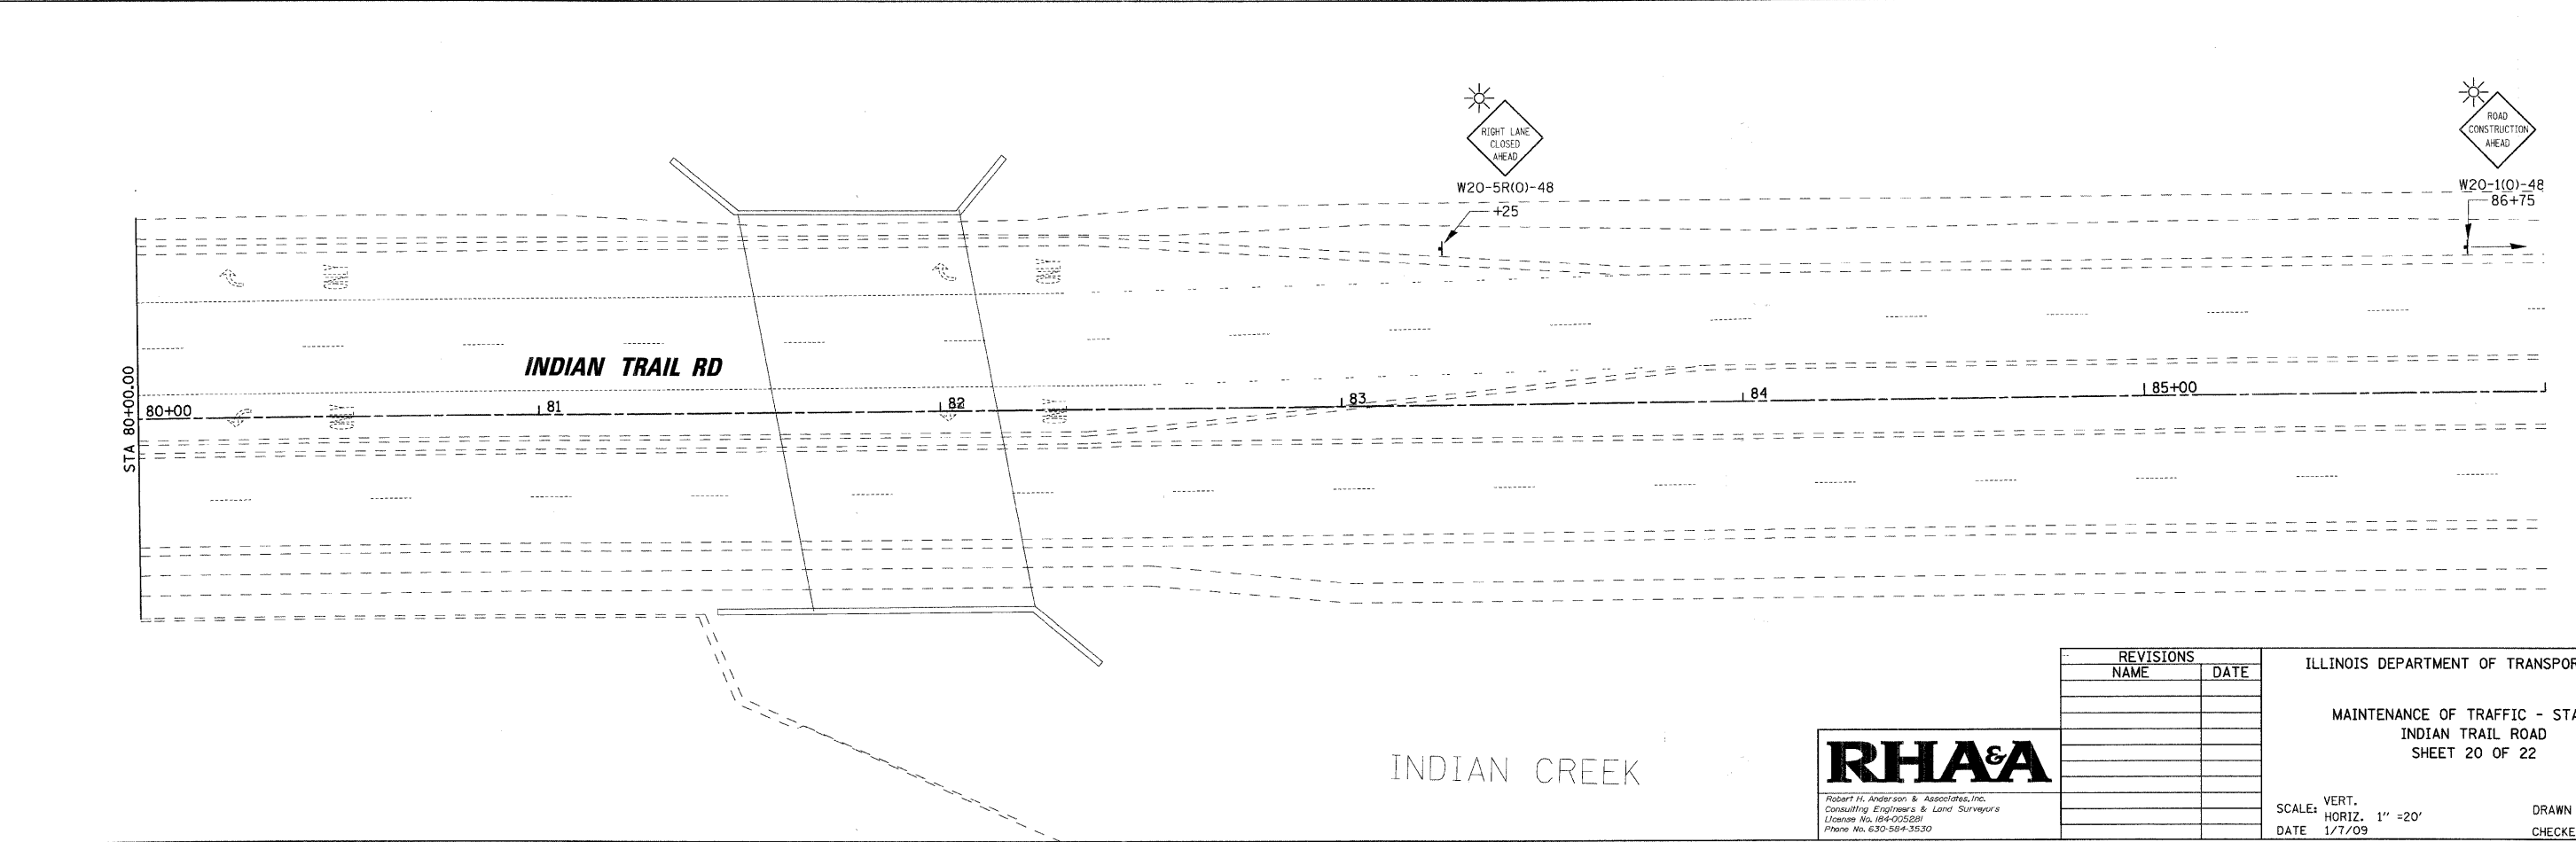 RIGHT LANE
CLOSED
AHEAD
W20-5R(O)-48
+25
ROAD
CONSTRUCTION
AHEAD
W20-1(O)-48
86+75
INDIAN TRAIL RD
STA 80+00.00
80+00
81
82
83
84
85+00
INDIAN CREEK
RHA&A
Robert H. Anderson & Associates, Inc.
Consulting Engineers & Land Surveyors
License No. 184-005281
Phone No. 630-584-3530
REVISIONS
NAME DATE
ILLINOIS DEPARTMENT OF TRANSPOR
MAINTENANCE OF TRAFFIC - STA
INDIAN TRAIL ROAD
SHEET 20 OF 22
SCALE: VERT.
HORIZ. 1" =20'
DATE 1/7/09
DRAWN
CHECKE